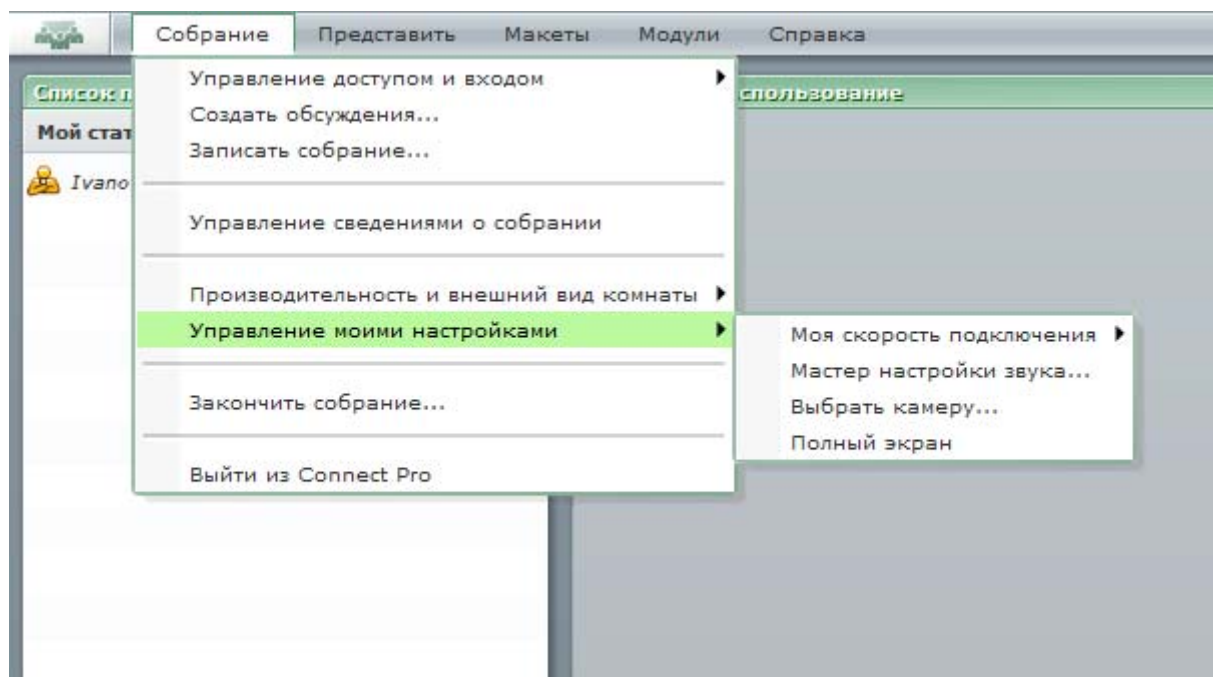 Собрание Представить Макеты Модули Справка
Управление доступом и входом
Создать обсуждения...
Записать собрание...
Управление сведениями о собрании
Производительность и внешний вид комнаты
Управление моими настройками
Закончить собрание...
Выйти из Connect Pro
Моя скорость подключения
Мастер настройки звука...
Выбрать камеру...
Полный экран
Список
Мой
Ivano